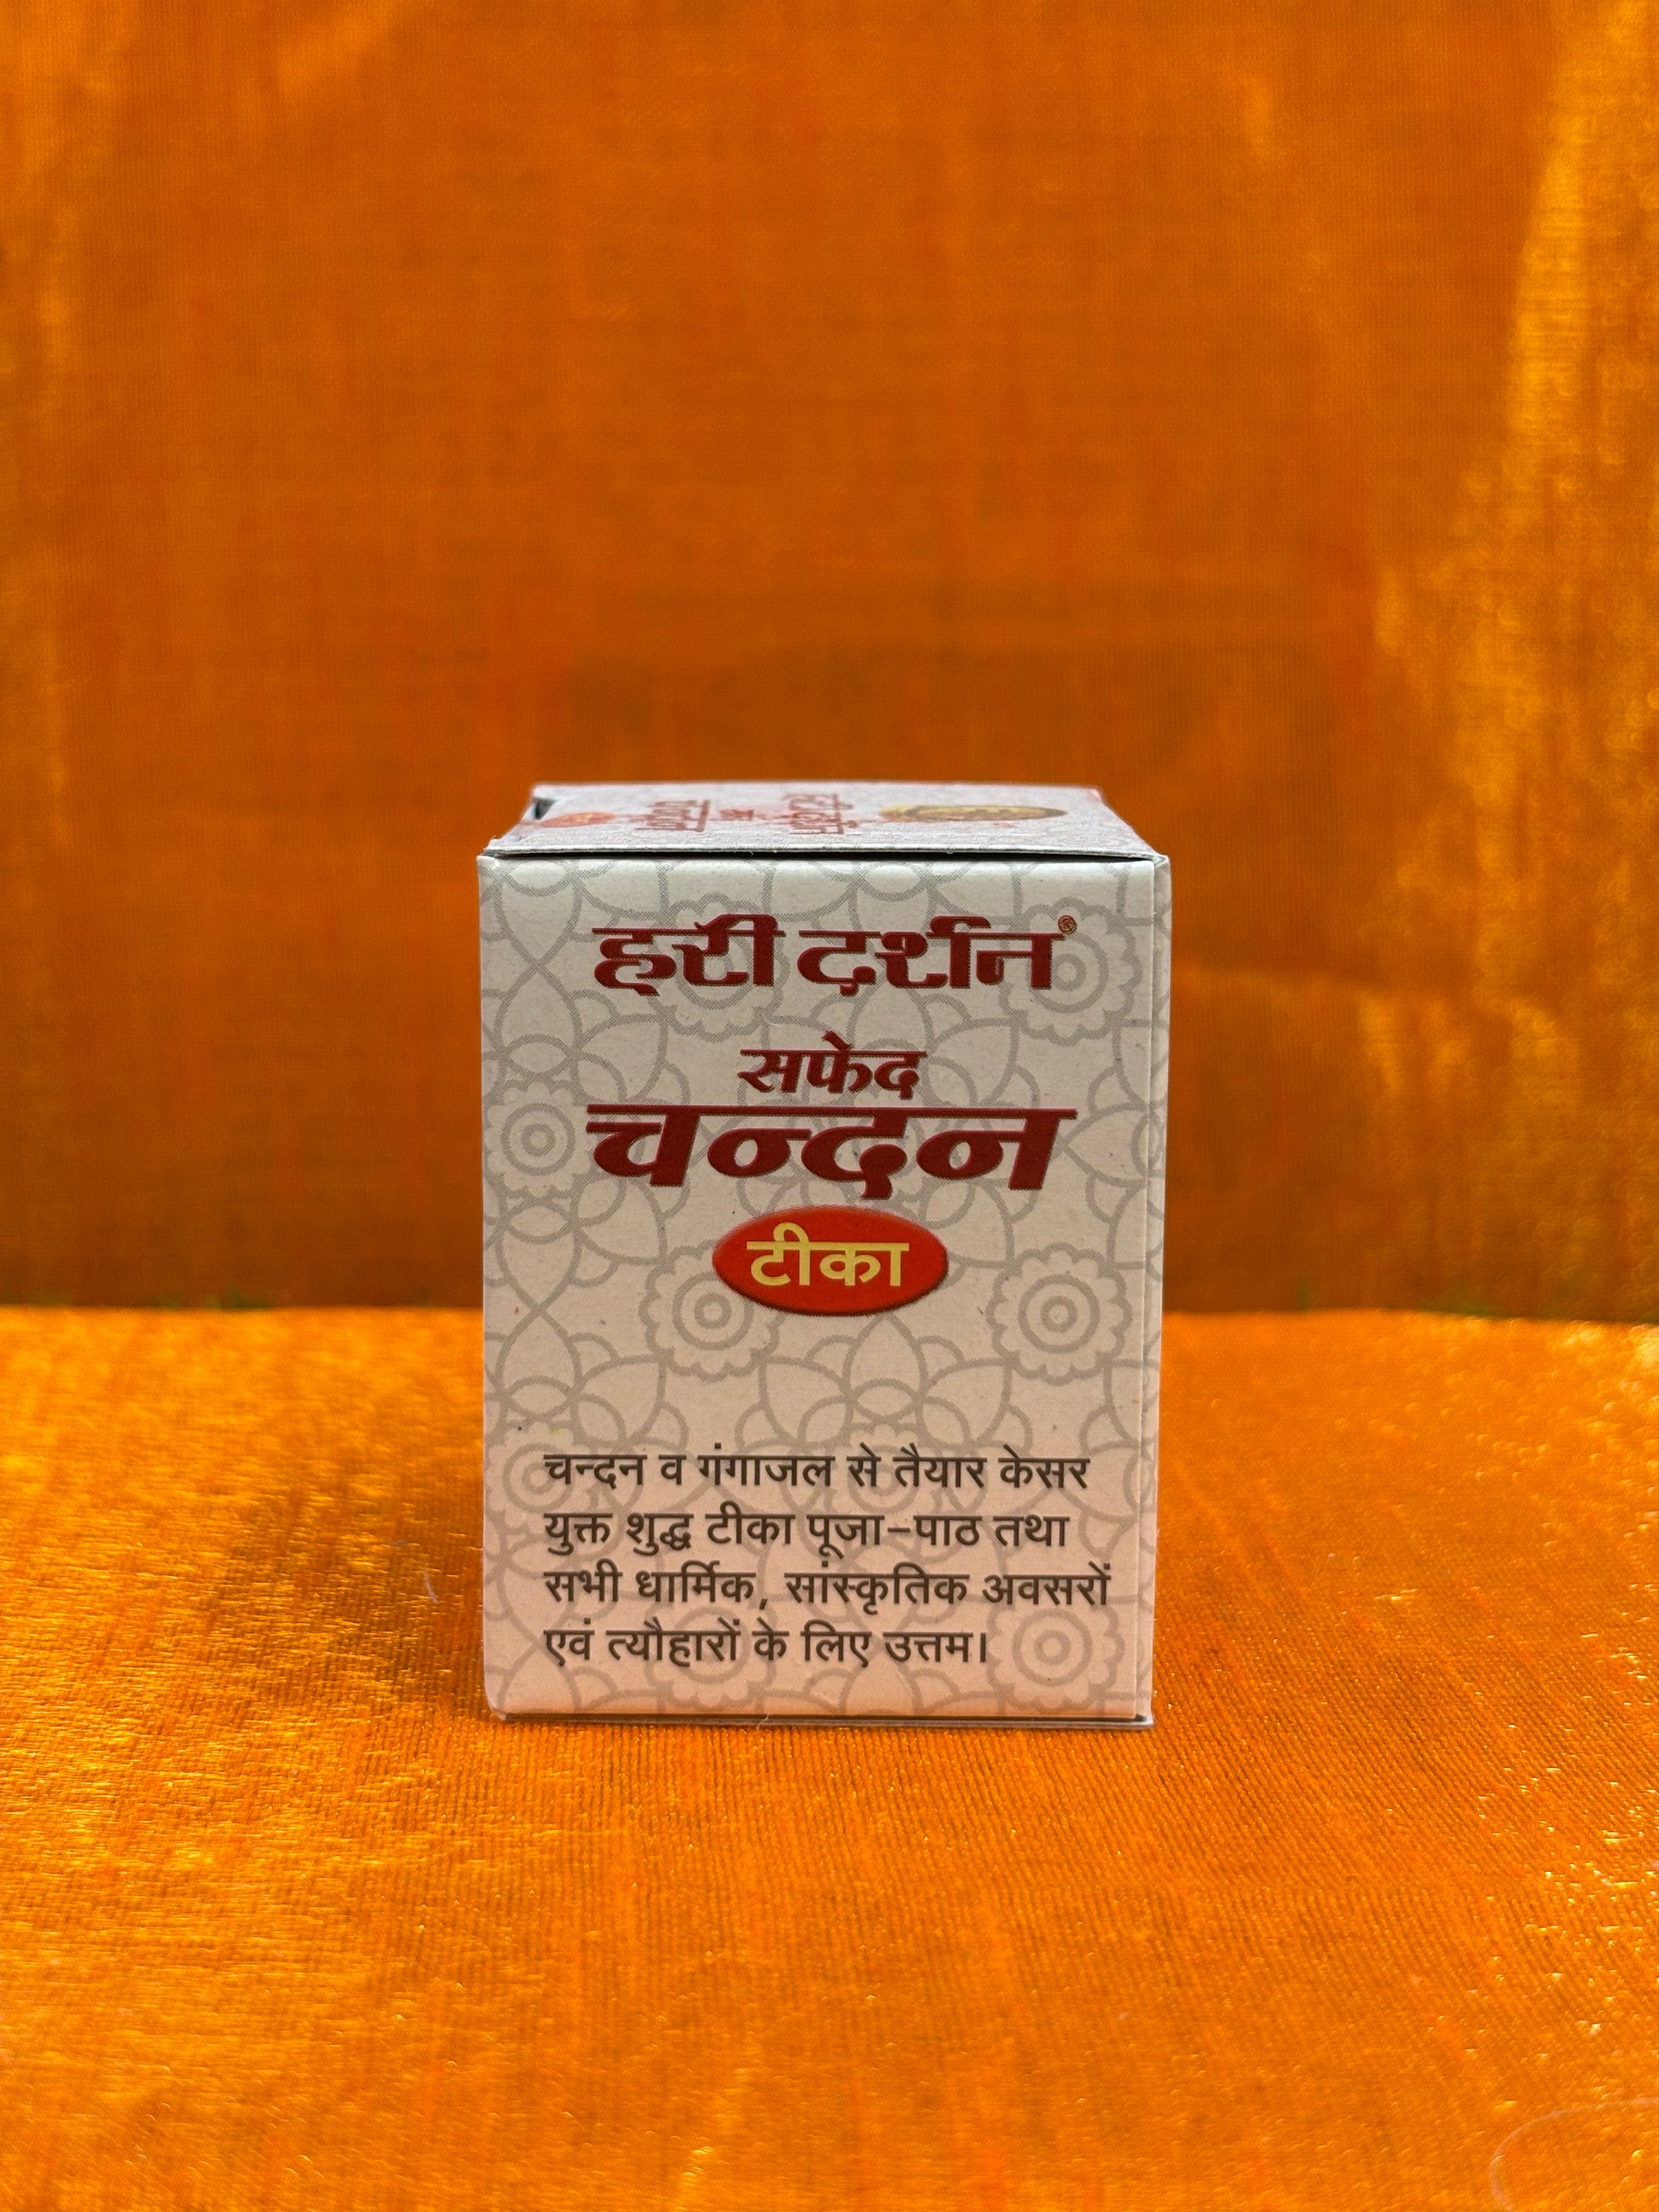 हरी दर्शन®
सफेद
चन्दन
टीका
चन्दन व गंगाजल से तैयार केसर
युक्त शुद्ध टीका पूजा-पाठ तथा
सभी धार्मिक, सांस्कृतिक अवसरों
एवं त्यौहारों के लिए उत्तम।